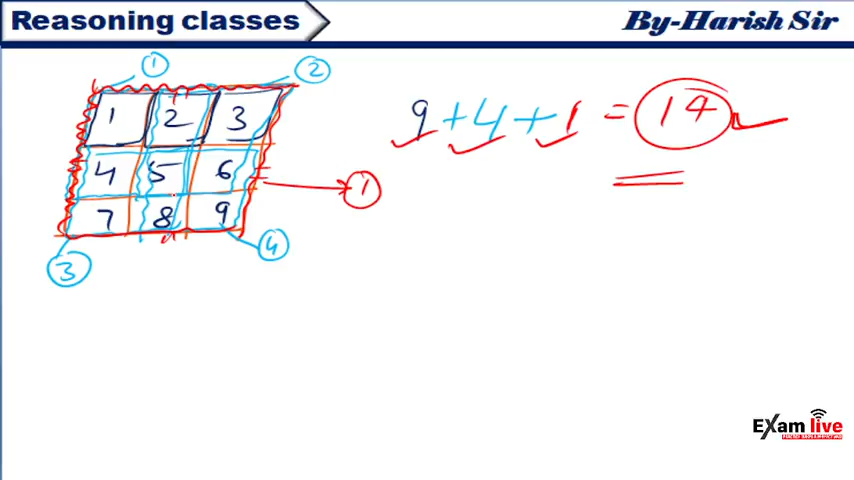 Reasoning classes
By-Harish Sir
1 2
1 2 3
4 5 6
7 8 9
1
3 4
9+4+1=14
EXam live